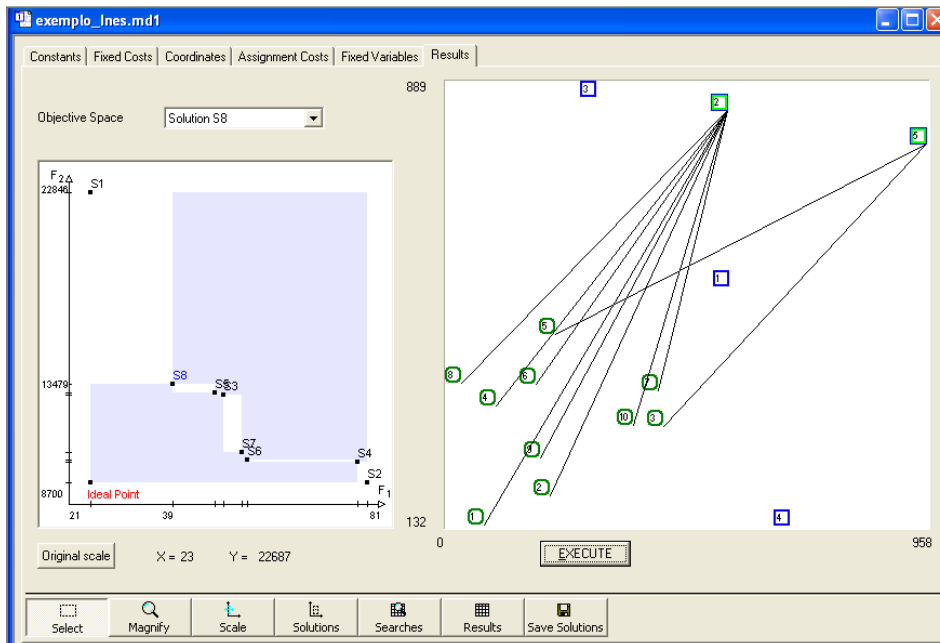 exemplo_Ines.md1
Constants Fixed Costs Coordinates Assignment Costs Fixed Variables Results
Objective Space Solution S8
F2
22846
S1
S8
13479
S3
S7
S6
S4
S2
8700
Ideal Point
F1
21 39 81
Original scale X = 23 Y = 22687
889
3
2
5
1
5
8
6
7
4
10
3
9
2
1
4
132
0 958
EXECUTE
Select Magnify Scale Solutions Searches Results Save Solutions